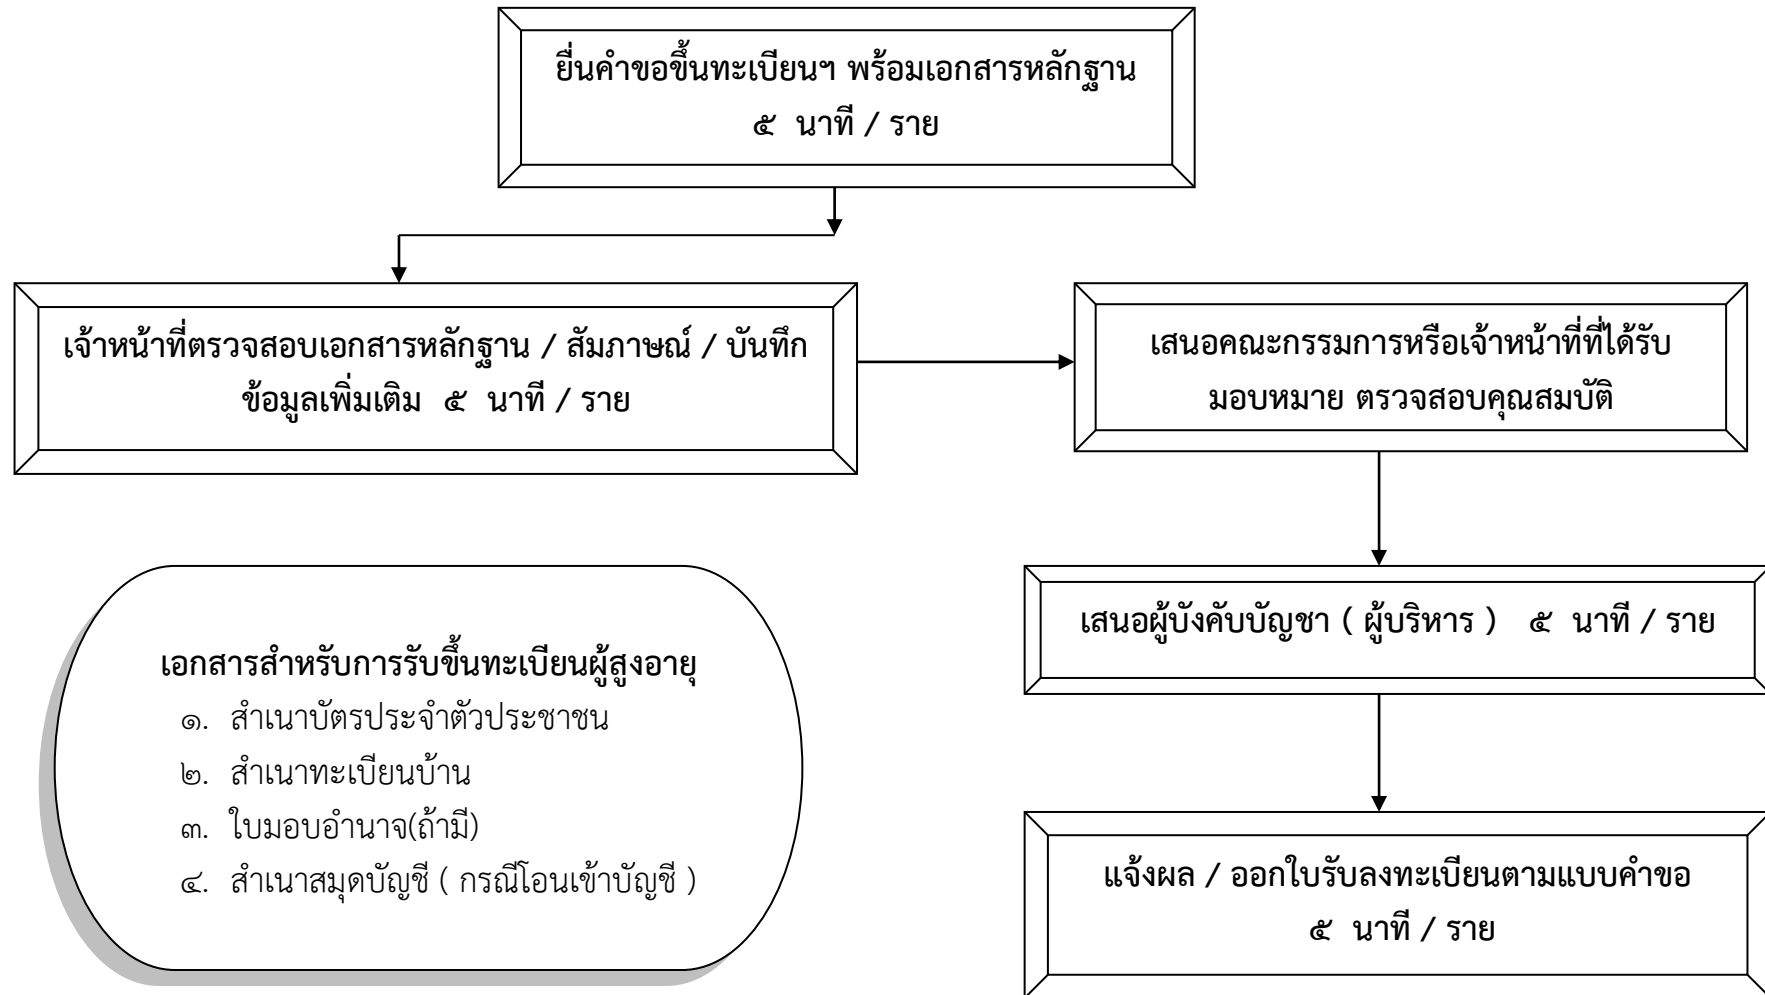 ยื่นคำขอขึ้นทะเบียนฯ พร้อมเอกสารหลักฐาน
๕ นาที / ราย
เจ้าหน้าที่ตรวจสอบเอกสารหลักฐาน / สัมภาษณ์ / บันทึก
ข้อมูลเพิ่มเติม ๕ นาที / ราย
เสนอคณะกรรมการหรือเจ้าหน้าที่ที่ได้รับ
มอบหมาย ตรวจสอบคุณสมบัติ
เสนอผู้บังคับบัญชา ( ผู้บริหาร ) ๕ นาที / ราย
แจ้งผล / ออกใบรับลงทะเบียนตามแบบคำขอ
๕ นาที / ราย
เอกสารสำหรับการรับขึ้นทะเบียนผู้สูงอายุ
๑. สำเนาบัตรประจำตัวประชาชน
๒. สำเนาทะเบียนบ้าน
๓. ใบมอบอำนาจ(ถ้ามี)
๔. สำเนาสมุดบัญชี ( กรณีโอนเข้าบัญชี )